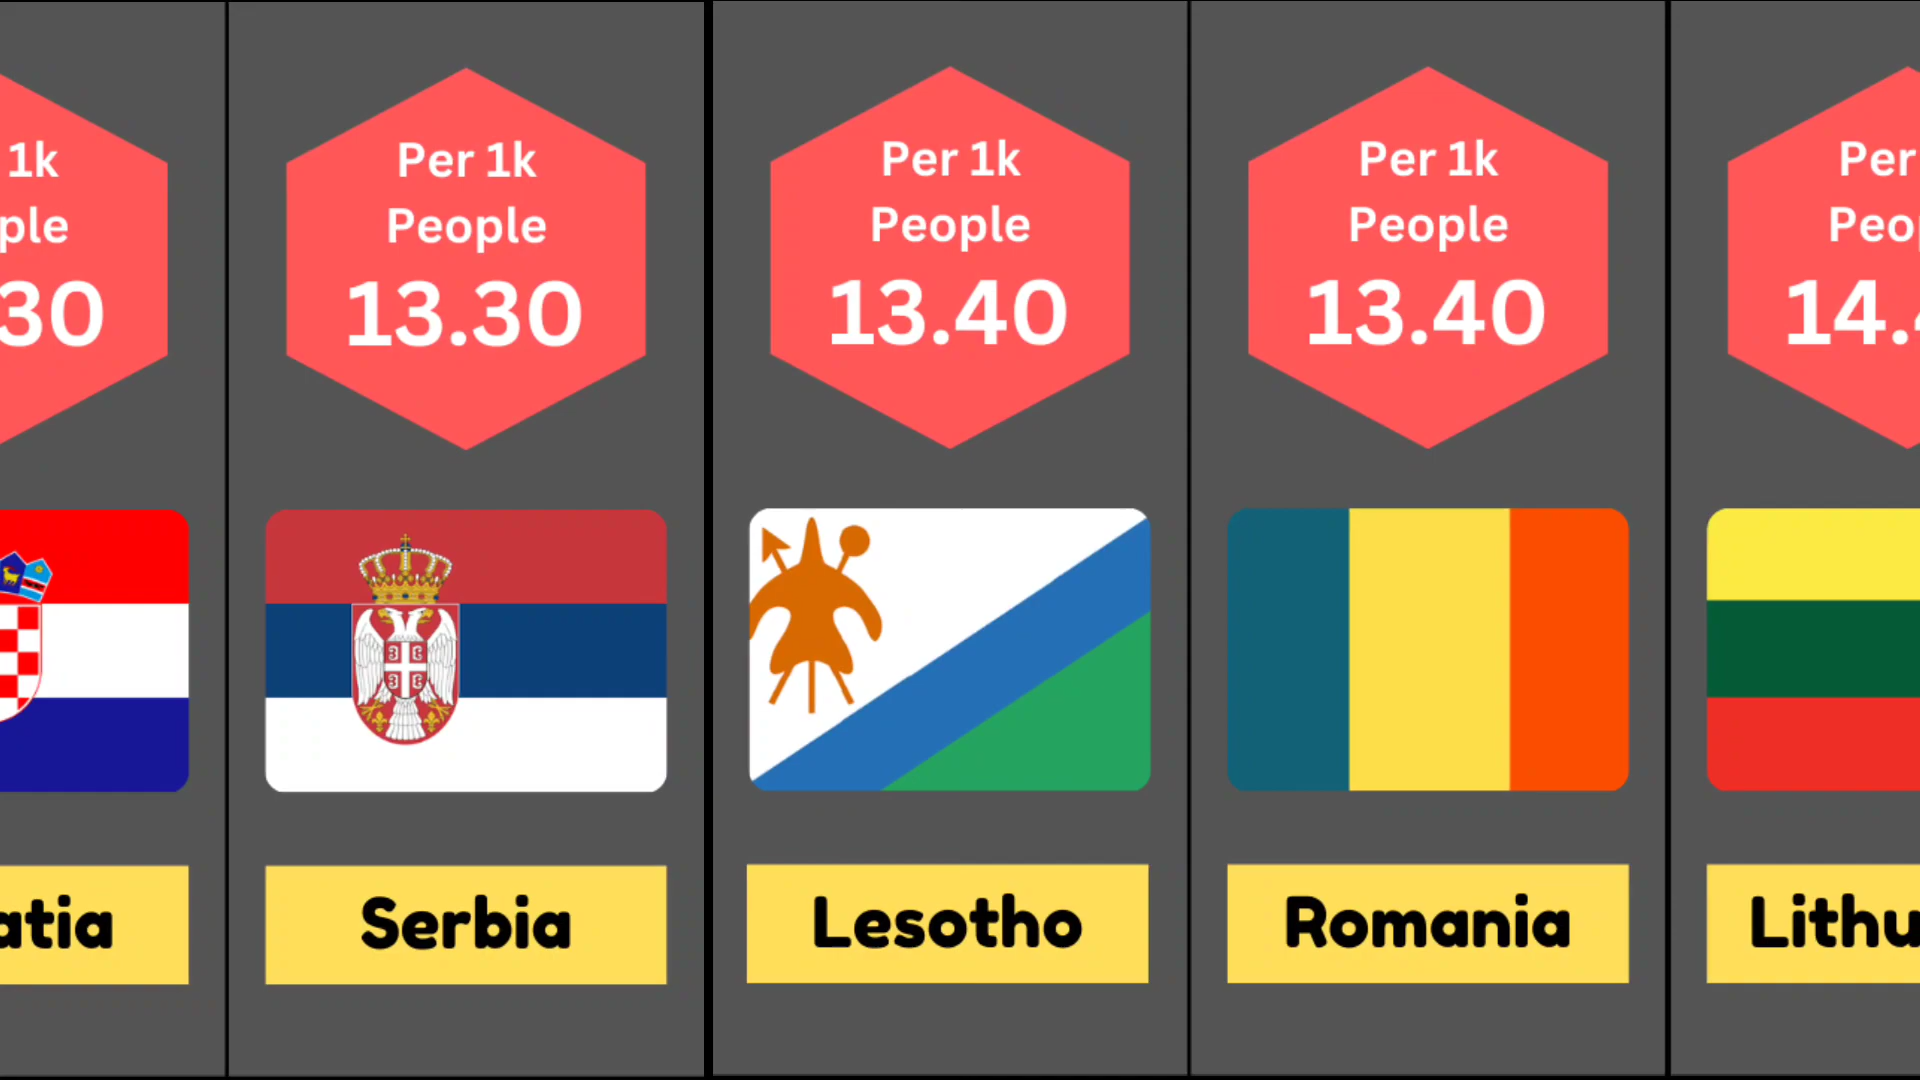 1k
ple
30
atia
Per 1k
People
13.30
Serbia
Per 1k
People
13.40
Lesotho
Per 1k
People
13.40
Romania
Per
Peo
14.
Lithu